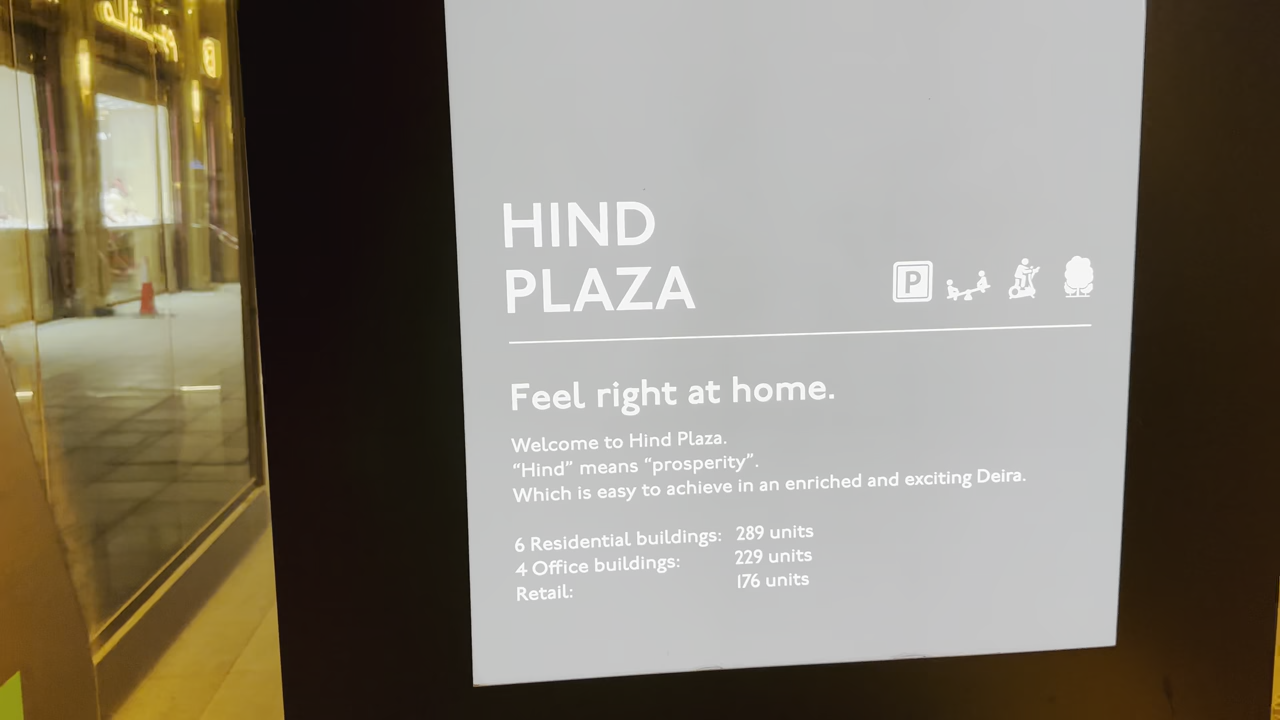 HIND
PLAZA
P
Feel right at home.
Welcome to Hind Plaza.
“Hind” means “prosperity”.
Which is easy to achieve in an enriched and exciting Deira.
6 Residential buildings: 289 units
4 Office buildings: 229 units
Retail: 176 units